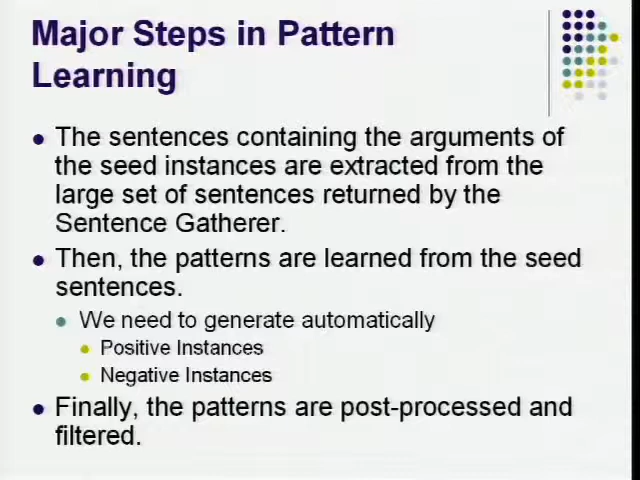 Major Steps in Pattern
Learning
The sentences containing the arguments of
the seed instances are extracted from the
large set of sentences returned by the
Sentence Gatherer.
Then, the patterns are learned from the seed
sentences.
We need to generate automatically
Positive Instances
Negative Instances
Finally, the patterns are post-processed and
filtered.